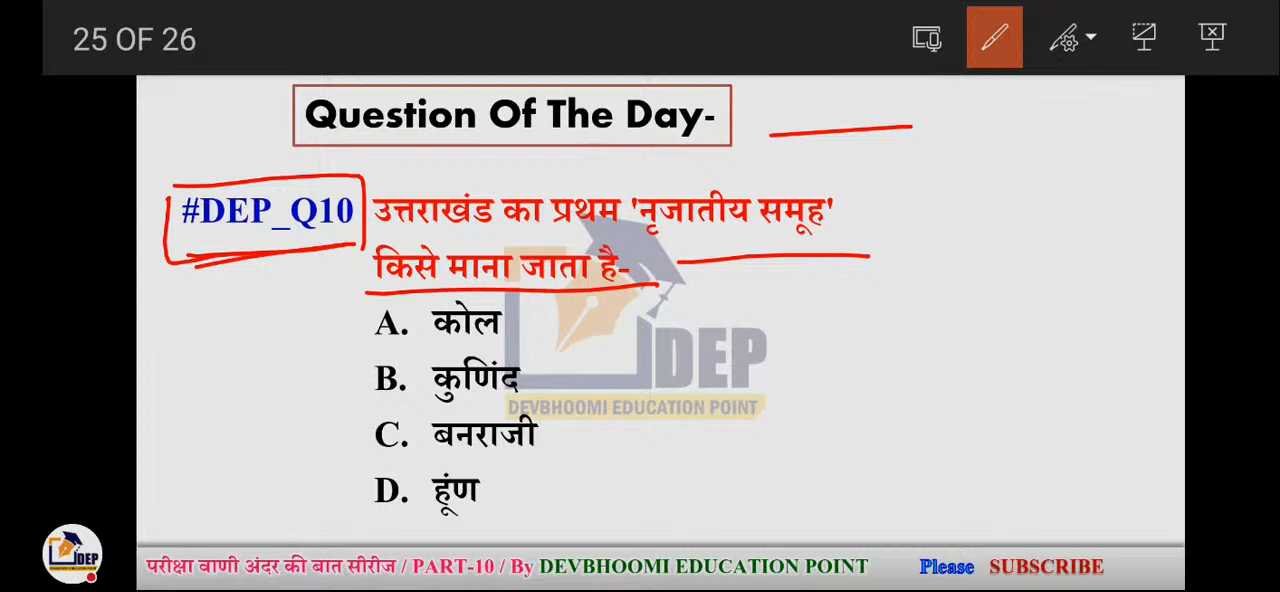 25 OF 26
Question Of The Day-
#DEP_Q10 उत्तराखंड का प्रथम 'नृजातीय समूह'
किसे माना जाता है-
A. कोल
B. कुणिंद
C. बनराजी
D. हूंण
DEP
DEVBHOOMI EDUCATION POINT
DEP
परीक्षा वाणी अंदर की बात सीरीज / PART-10 / By DEVBHOOMI EDUCATION POINT Please SUBSCRIBE